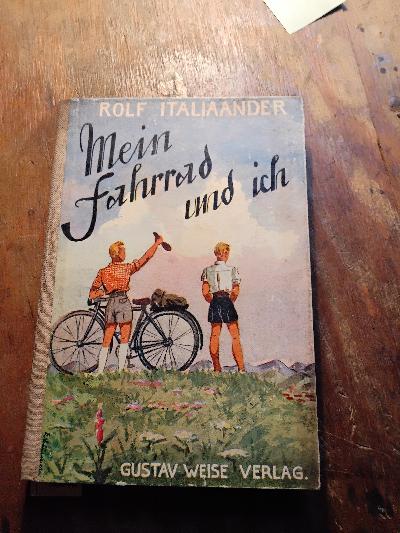 ROLF ITALIAANDER
Mein
Fahrrad
und ich
GUSTAV WEISE VERLAG.